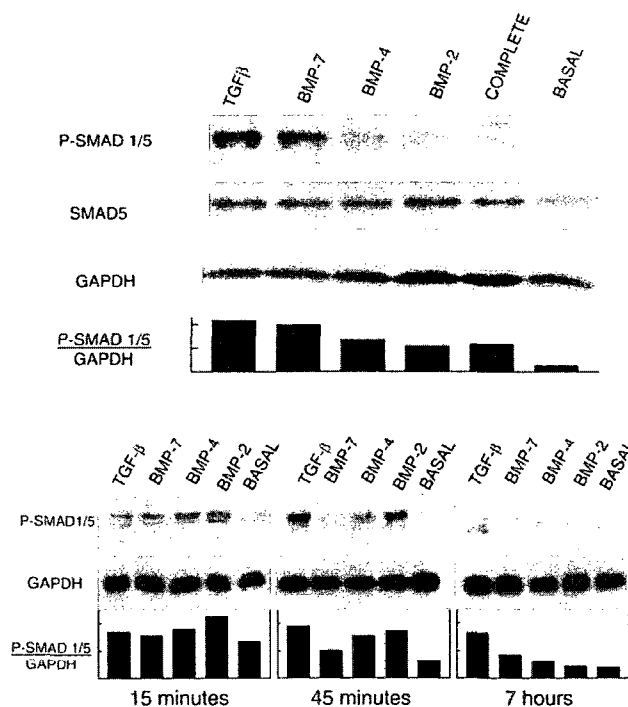 TGFβ BMP-7 BMP-4 BMP-2 COMPLETE BASAL
P-SMAD 1/5
SMAD5
GAPDH
P-SMAD 1/5
GAPDH
TGF-β BMP-7 BMP-4 BMP-2 BASAL TGF-β BMP-7 BMP-4 BMP-2 BASAL TGF-β BMP-7 BMP-4 BMP-2 BASAL
P-SMAD1/5
GAPDH
P-SMAD 1/5
GAPDH
15 minutes 45 minutes 7 hours